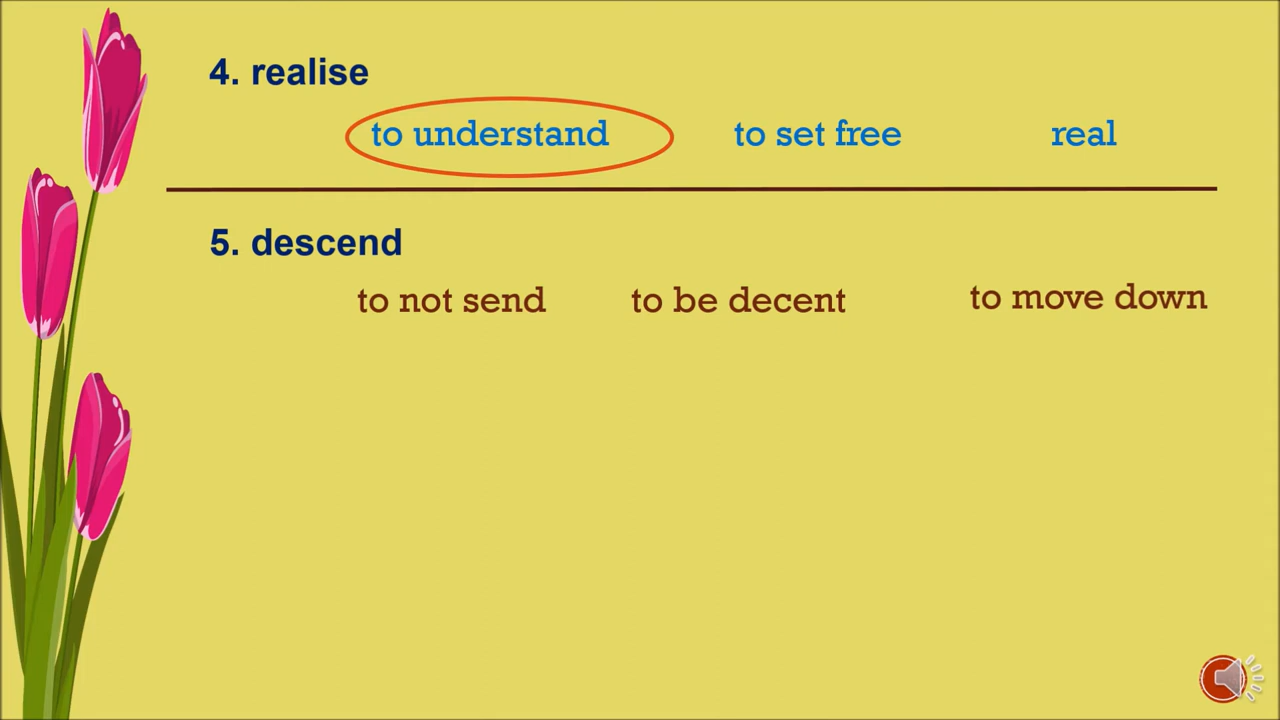 4. realise
to understand to set free real
5. descend
to not send to be decent to move down